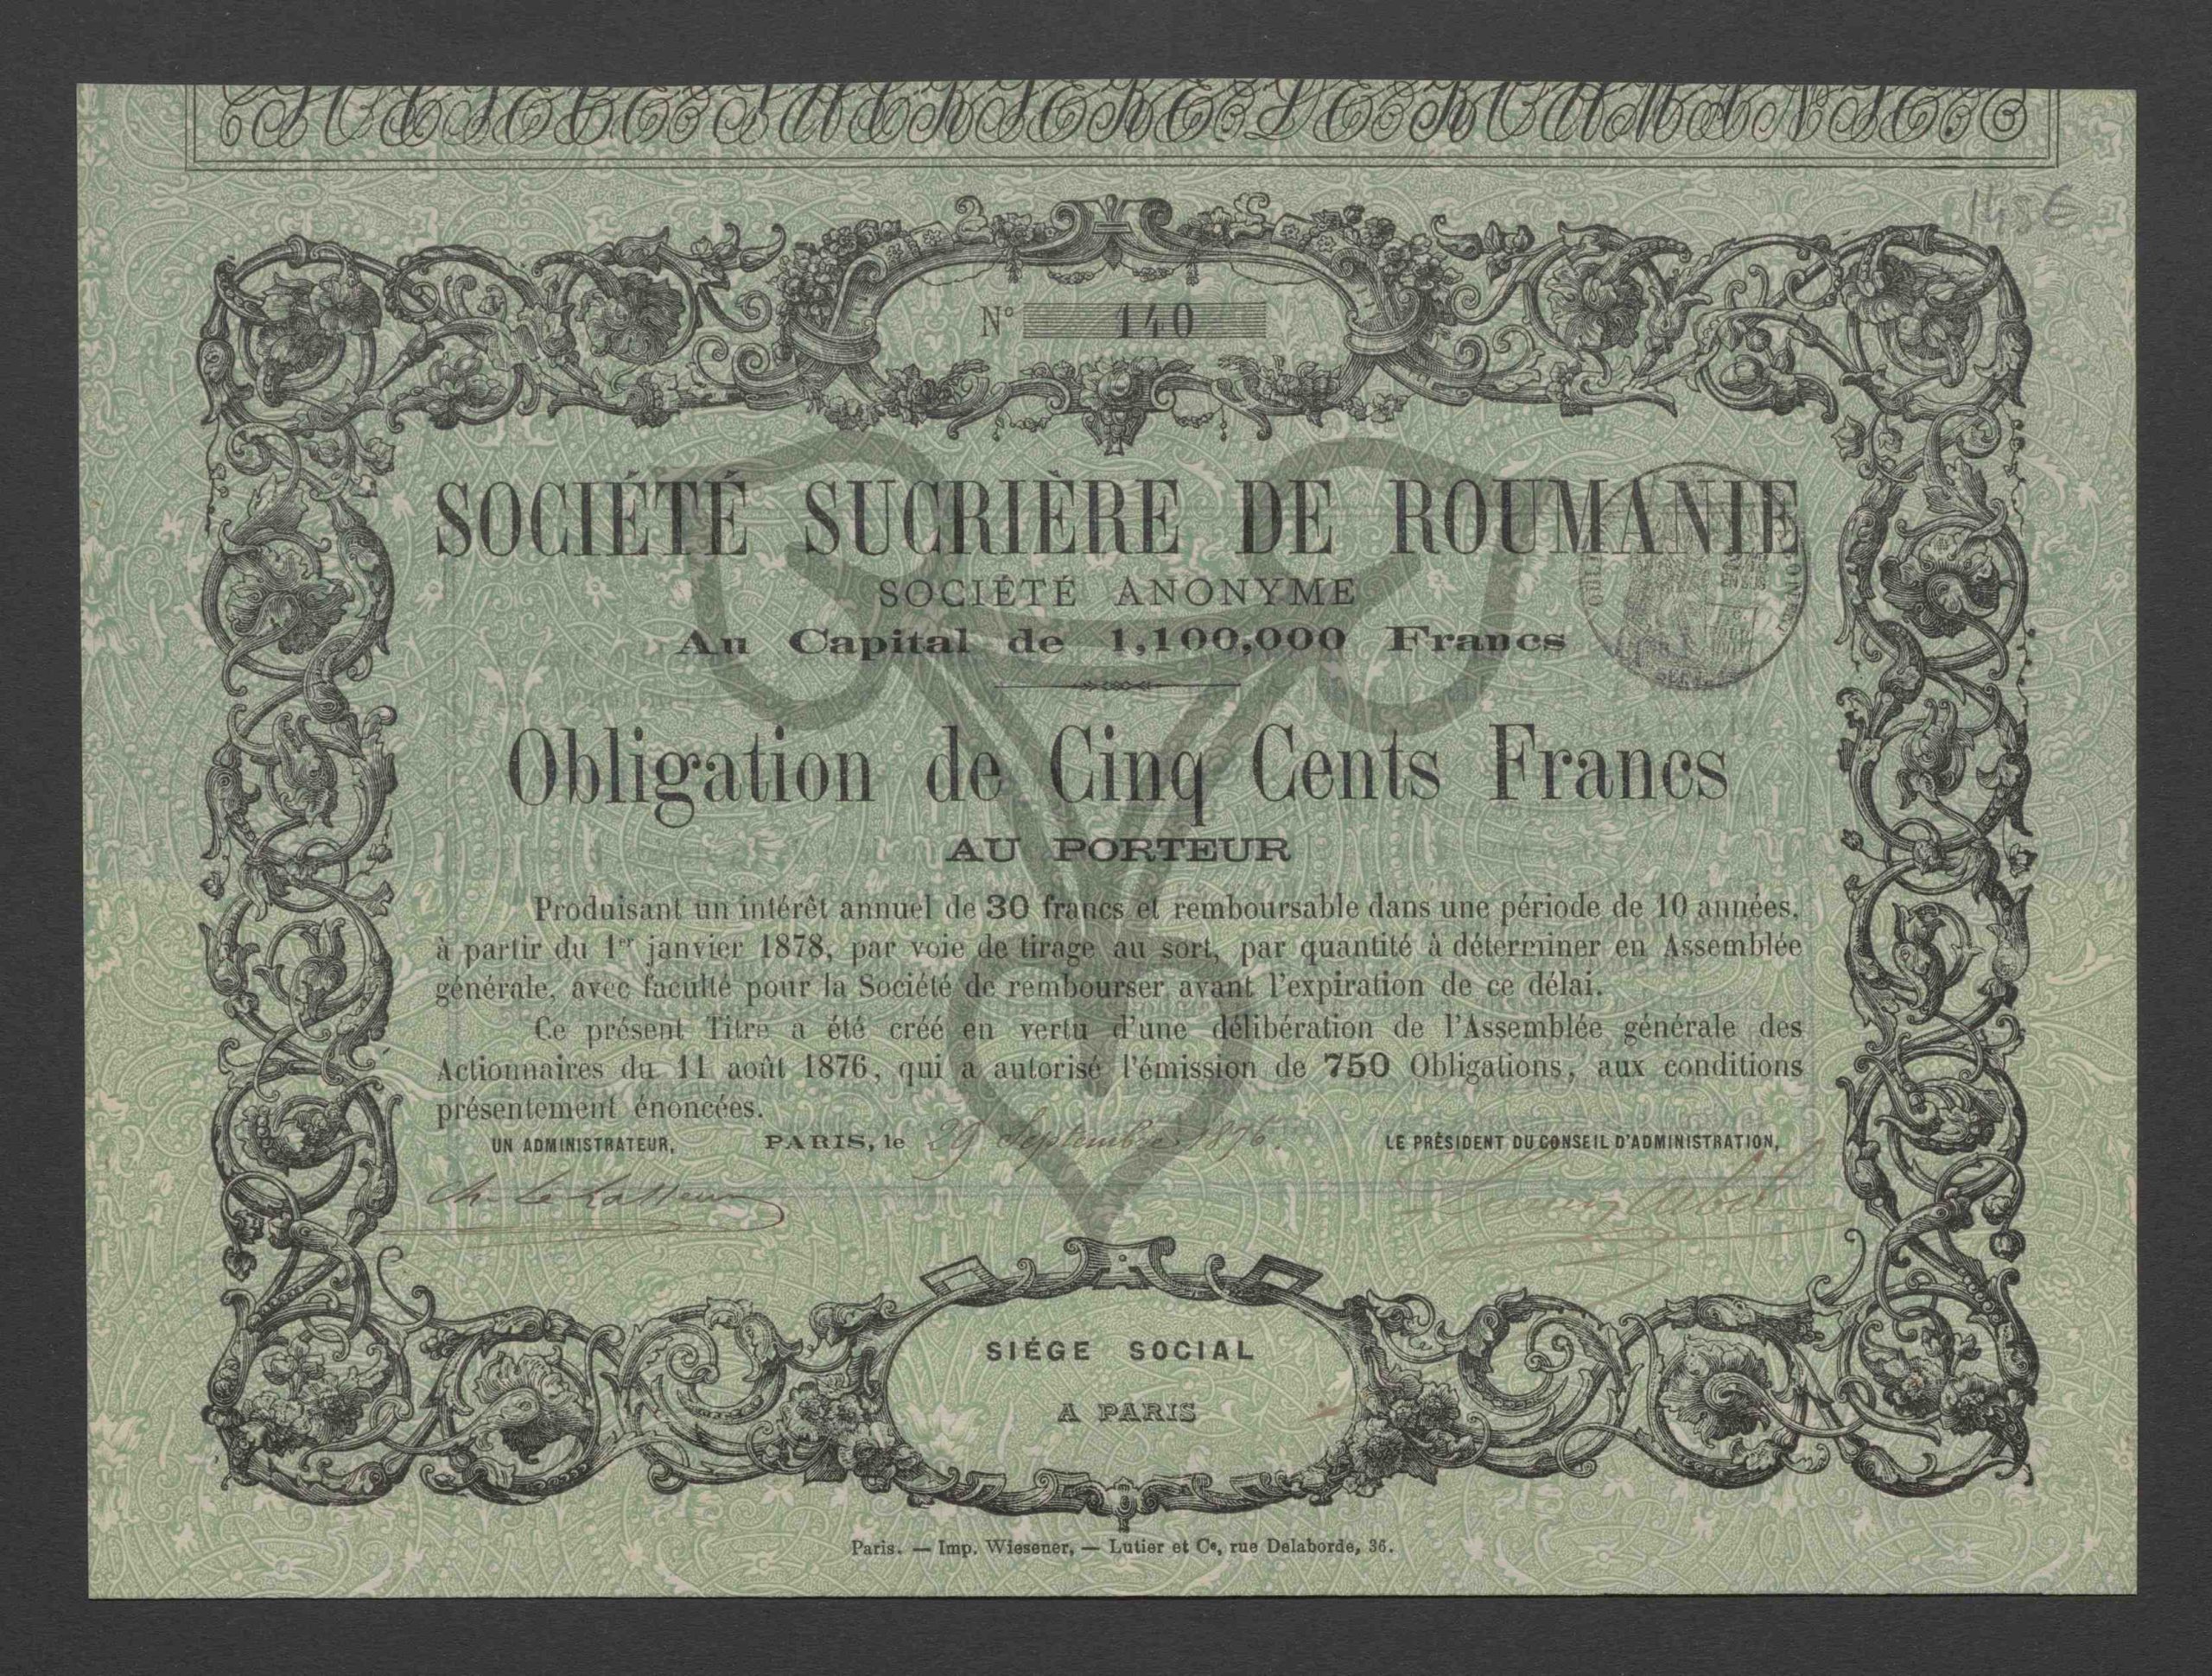 SOCIETE SUCRIERE DE ROUMANIE
145€
N° 140
SOCIÉTÉ SUCRIÈRE DE ROUMANIE
SOCIÉTÉ ANONYME
Au Capital de 1,100,000 Francs
Obligation de Cinq Cents Francs
AU PORTEUR
Produisant un intérêt annuel de 30 francs et remboursable dans une période de 10 années,
à partir du 1er janvier 1878, par voie de tirage au sort, par quantité à déterminer en Assemblée
générale, avec faculté pour la Société de rembourser avant l'expiration de ce délai.
Ce présent Titre a été créé en vertu d'une délibération de l'Assemblée générale des
Actionnaires du 11 août 1876, qui a autorisé l'émission de 750 Obligations, aux conditions
présentement énoncées.
UN ADMINISTRATEUR, PARIS, le 29 Septembre 1876. LE PRÉSIDENT DU CONSEIL D'ADMINISTRATION,
SIÉGE SOCIAL
A PARIS
Paris. — Imp. Wiesener, — Lutier et Ce, rue Delaborde, 36.